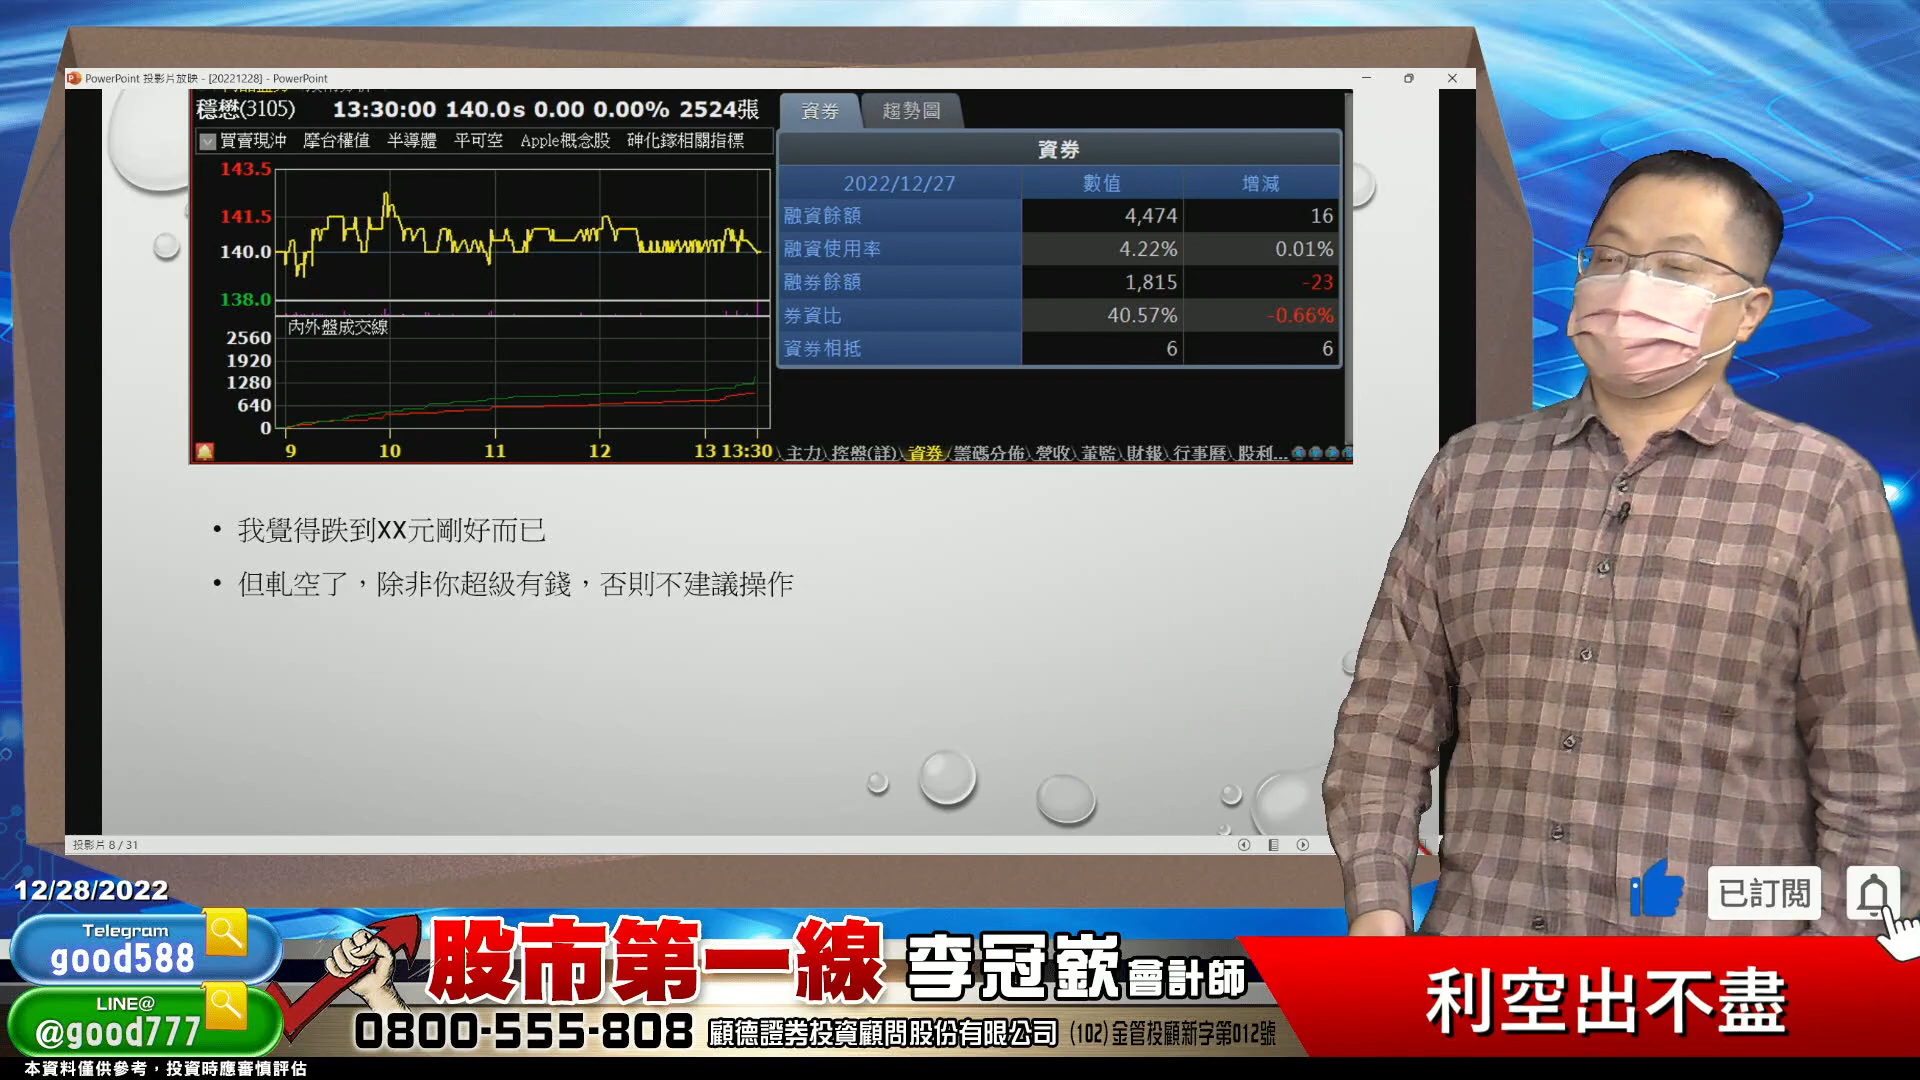 PowerPoint 投影片放映 - [20221228] - PowerPoint
穩懋(3105) 13:30:00 140.0s 0.00 0.00% 2524張
買賣現沖 摩台權值 半導體 平可空 Apple概念股 砷化鎵相關指標
143.5
141.5
140.0
138.0
內外盤成交線
2560
1920
1280
640
0
9 10 11 12 13 13:30
資券 趨勢圖
資券
2022/12/27 數值 增減
融資餘額 4,474 16
融資使用率 4.22% 0.01%
融券餘額 1,815 -23
券資比 40.57% -0.66%
資券相抵 6 6
主力 控盤(詳) 資券 籌碼分佈 營收 董監 財報 行事曆 股利...
• 我覺得跌到XX元剛好而已
• 但軋空了，除非你超級有錢，否則不建議操作
投影片 8 / 31
12/28/2022
Telegram
good588
LINE@
@good777
本資料僅供參考，投資時應審慎評估
股市第一線 李冠嶔會計師
0800-555-808 顧德證券投資顧問股份有限公司 (102)金管投顧新字第012號
已訂閱
利空出不盡